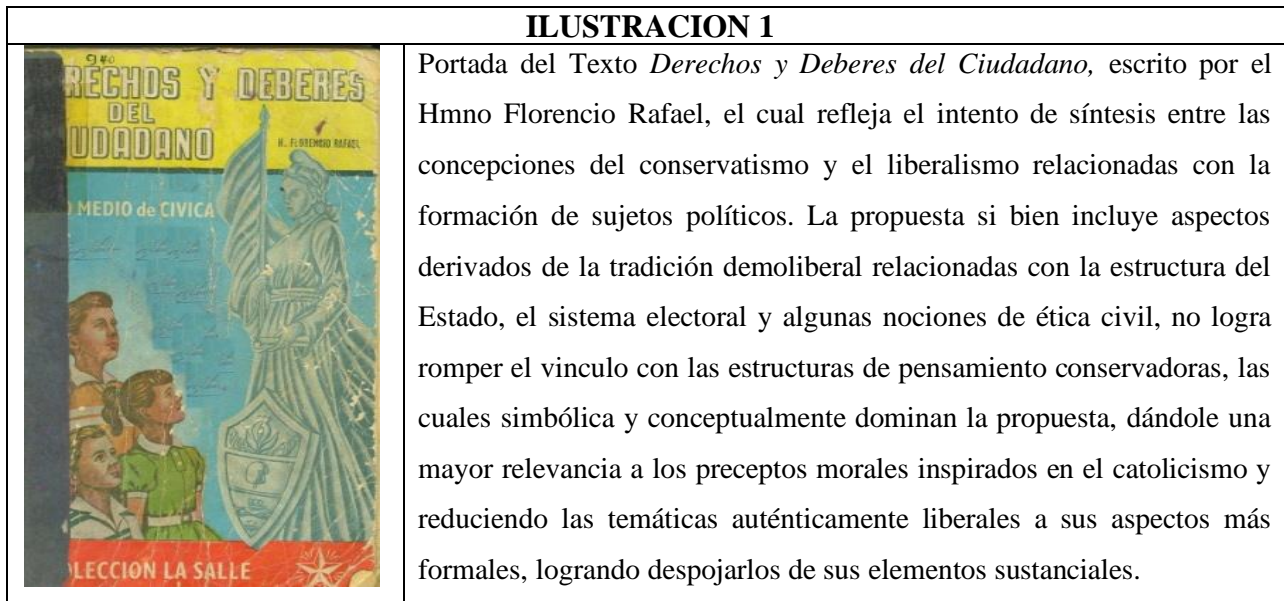 ILUSTRACION 1
9#0
RECHOS Y DEBERES
DEL
UDADANO
H. FLORENCIO RAFAEL
O MEDIO de CIVICA
LECCION LA SALLE
Portada del Texto Derechos y Deberes del Ciudadano, escrito por el
Hmno Florencio Rafael, el cual refleja el intento de síntesis entre las
concepciones del conservatismo y el liberalismo relacionadas con la
formación de sujetos políticos. La propuesta si bien incluye aspectos
derivados de la tradición demoliberal relacionadas con la estructura del
Estado, el sistema electoral y algunas nociones de ética civil, no logra
romper el vinculo con las estructuras de pensamiento conservadoras, las
cuales simbólica y conceptualmente dominan la propuesta, dándole una
mayor relevancia a los preceptos morales inspirados en el catolicismo y
reduciendo las temáticas auténticamente liberales a sus aspectos más
formales, logrando despojarlos de sus elementos sustanciales.